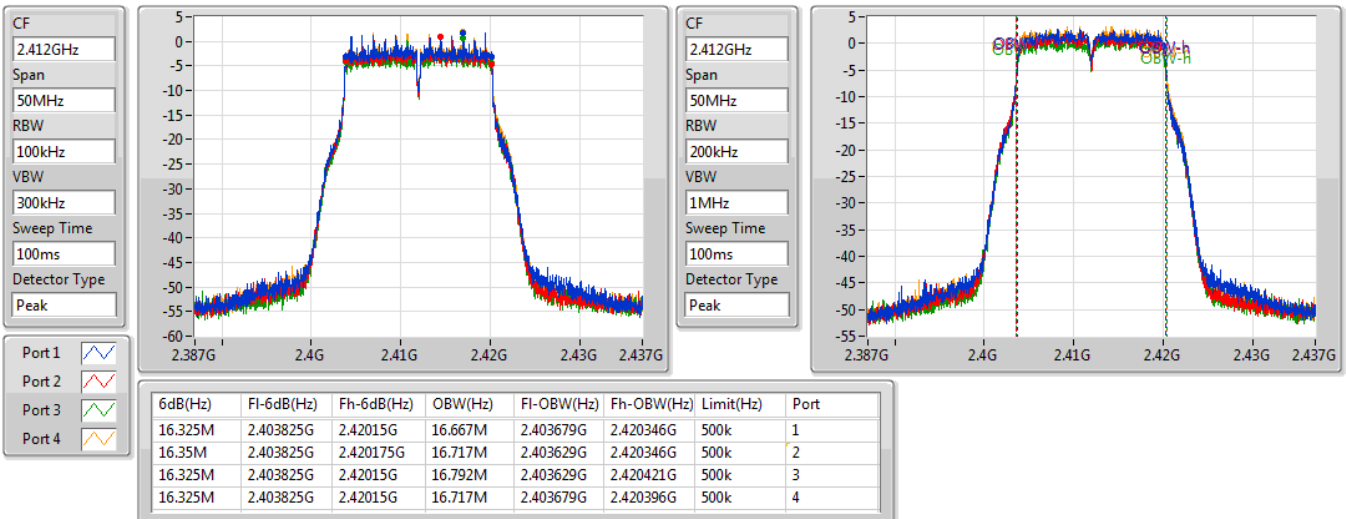 CF
2.412GHz
Span
50MHz
RBW
100kHz
VBW
300kHz
Sweep Time
100ms
Detector Type
Peak
5
0
-5
-10
-15
-20
-25
-30
-35
-40
-45
-50
-55
-60
2.387G 2.4G 2.41G 2.42G 2.43G 2.437G
CF
2.412GHz
Span
50MHz
RBW
200kHz
VBW
1MHz
Sweep Time
100ms
Detector Type
Peak
5
0
-5
-10
-15
-20
-25
-30
-35
-40
-45
-50
-55
OBW-h
2.387G 2.4G 2.41G 2.42G 2.43G 2.437G
Port 1
Port 2
Port 3
Port 4
6dB(Hz) Fl-6dB(Hz) Fh-6dB(Hz) OBW(Hz) Fl-OBW(Hz) Fh-OBW(Hz) Limit(Hz) Port
16.325M 2.403825G 2.42015G 16.667M 2.403679G 2.420346G 500k 1
16.35M 2.403825G 2.420175G 16.717M 2.403629G 2.420346G 500k 2
16.325M 2.403825G 2.42015G 16.792M 2.403629G 2.420421G 500k 3
16.325M 2.403825G 2.42015G 16.717M 2.403679G 2.420396G 500k 4